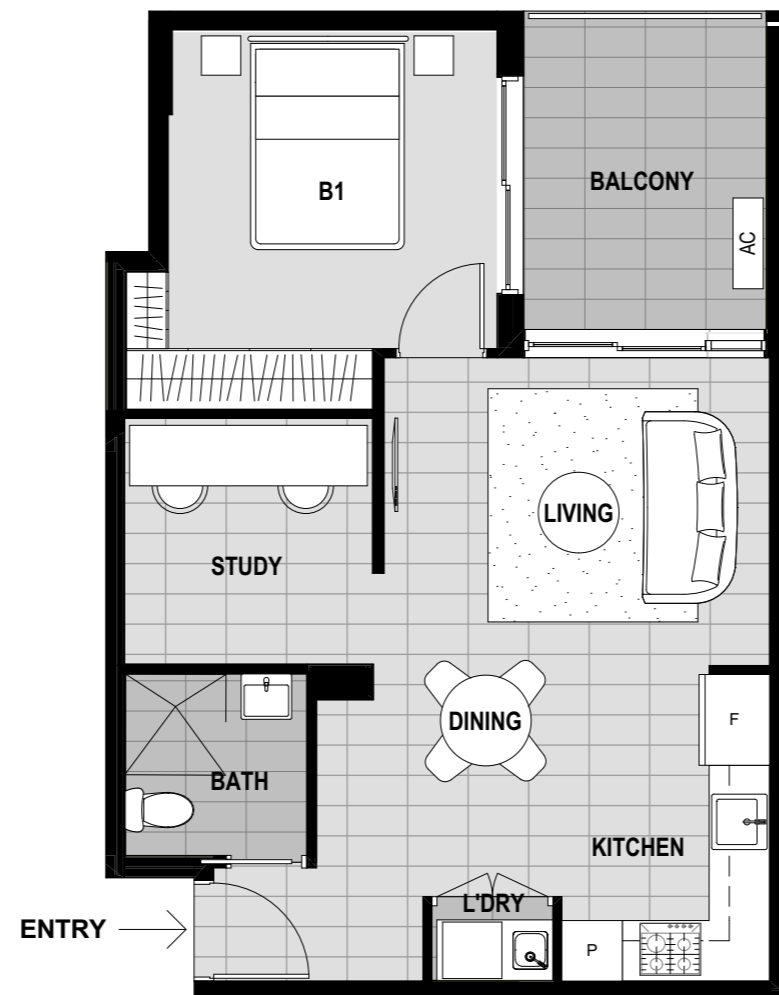 B1
BALCONY
AC
LIVING
STUDY
DINING
F
BATH
KITCHEN
L'DRY
ENTRY
P